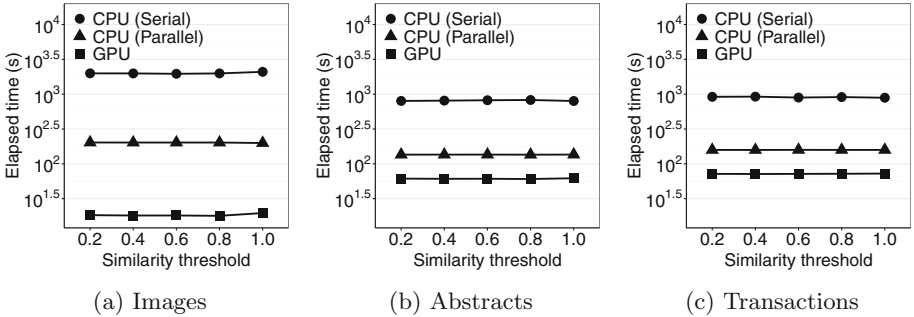 10^4
10^3.5
10^3
10^2.5
10^2
10^1.5
Elapsed time (s)
CPU (Serial)
CPU (Parallel)
GPU
0.2 0.4 0.6 0.8 1.0
Similarity threshold
(a) Images
10^4
10^3.5
10^3
10^2.5
10^2
10^1.5
Elapsed time (s)
CPU (Serial)
CPU (Parallel)
GPU
0.2 0.4 0.6 0.8 1.0
Similarity threshold
(b) Abstracts
10^4
10^3.5
10^3
10^2.5
10^2
10^1.5
Elapsed time (s)
CPU (Serial)
CPU (Parallel)
GPU
0.2 0.4 0.6 0.8 1.0
Similarity threshold
(c) Transactions